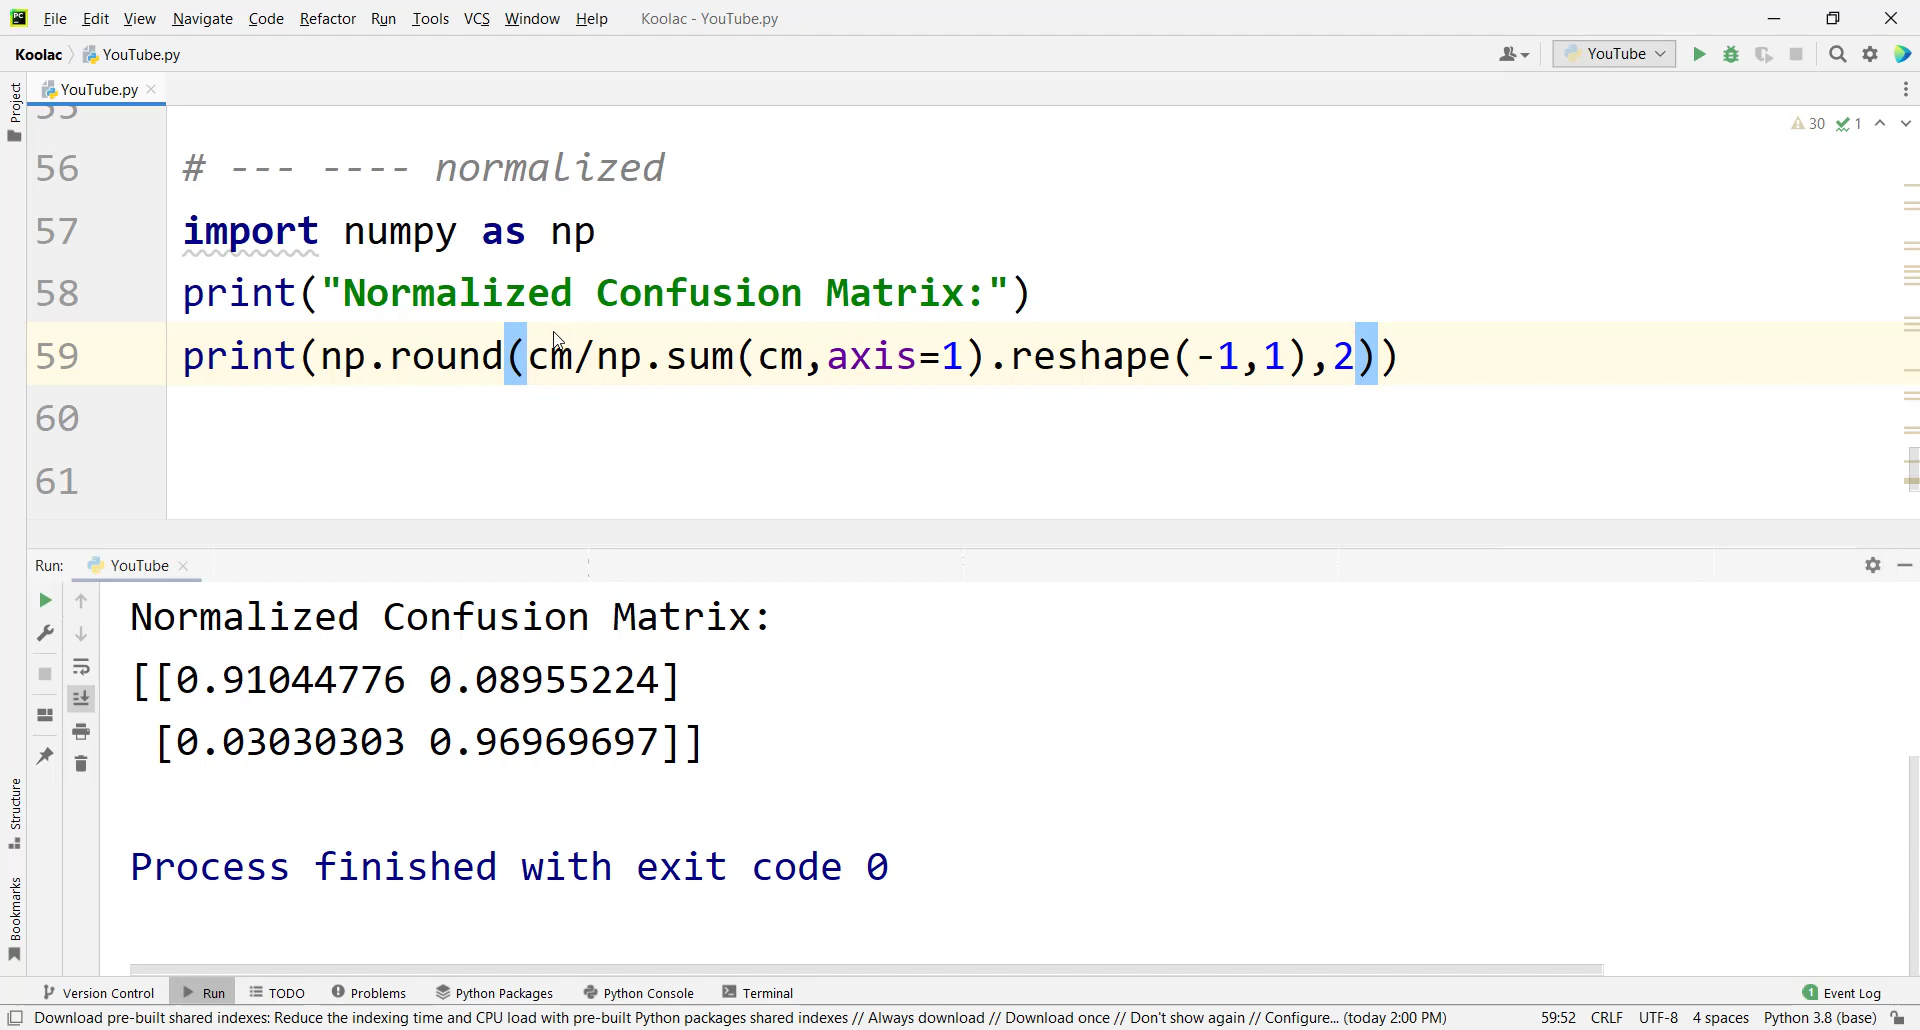 File Edit View Navigate Code Refactor Run Tools VCS Window Help Koolac - YouTube.py
Koolac YouTube.py YouTube
Project
YouTube.py
55
30 1
56 # --- ---- normalized
57 import numpy as np
58 print("Normalized Confusion Matrix:")
59 print(np.round(cm/np.sum(cm,axis=1).reshape(-1,1),2))
60
61
Run: YouTube
Normalized Confusion Matrix:
[[0.91044776 0.08955224]
[0.03030303 0.96969697]]
Structure
Process finished with exit code 0
Bookmarks
Version Control Run TODO Problems Python Packages Python Console Terminal 1 Event Log
Download pre-built shared indexes: Reduce the indexing time and CPU load with pre-built Python packages shared indexes // Always download // Download once // Don't show again // Configure... (today 2:00 PM) 59:52 CRLF UTF-8 4 spaces Python 3.8 (base)